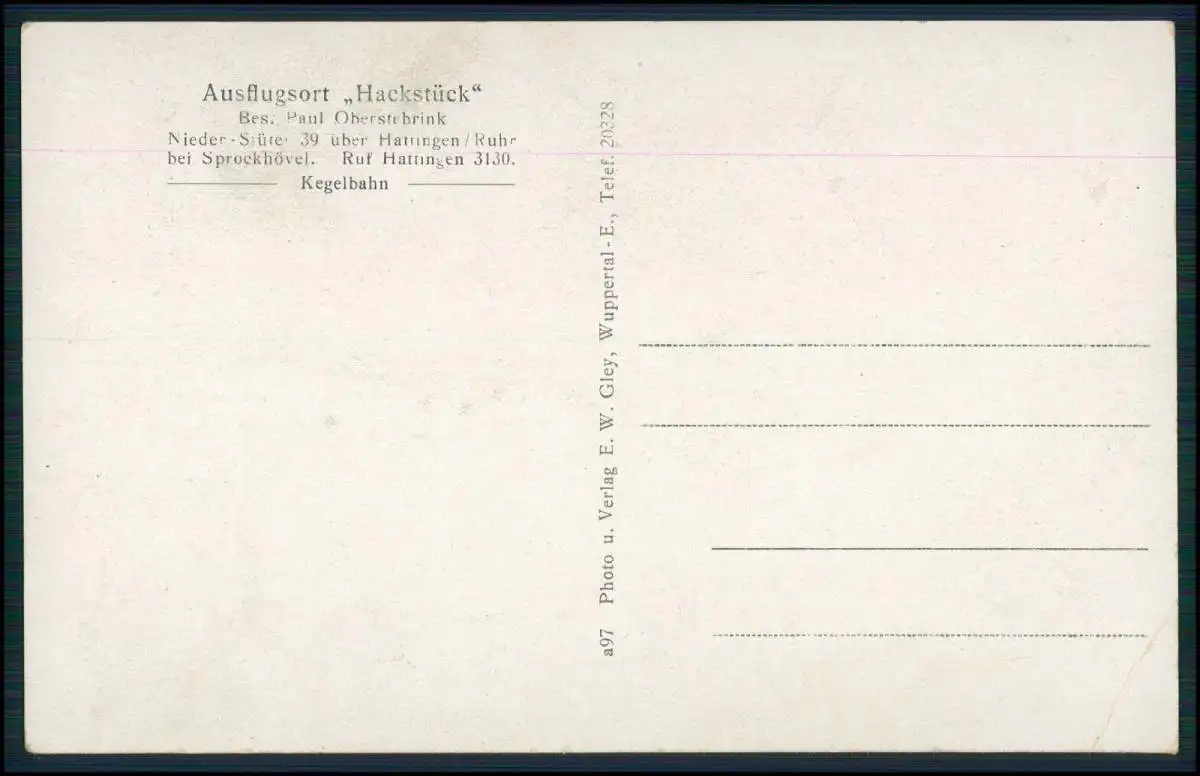 Ausflugsort „Hackstück“
Bes. Paul Oberstebrink
Nieder-Stüter 39 über Hattingen/Ruhr
bei Sprockhövel. Ruf Hattingen 3130.
Kegelbahn
a97 Photo u. Verlag E. W. Gley, Wuppertal-E., Telef. 20328